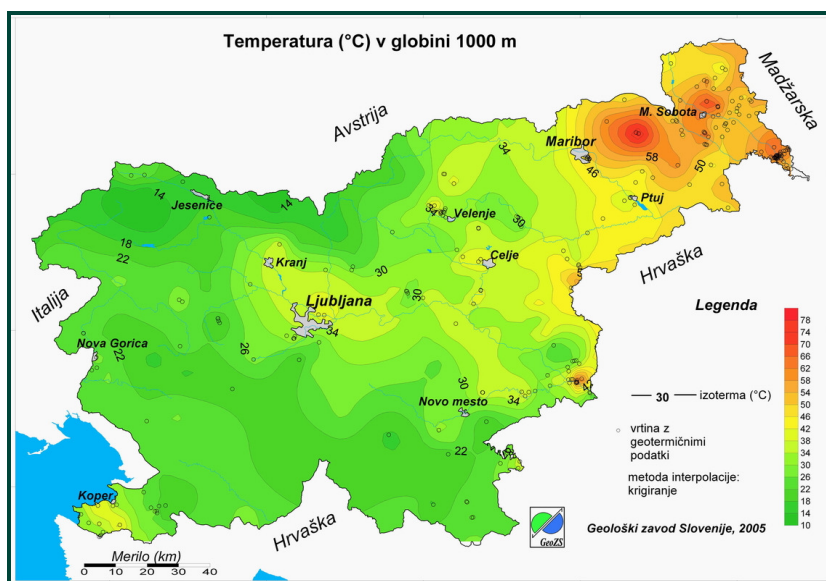 Temperatura (°C) v globini 1000 m
Avstrija
Madžarska
M. Sobota
Maribor
58
50
46
34
Ptuj
14
Jesenice
14
34
Velenje
30
18
22
Hrvaška
Kranj
30
Celje
Italija
Ljubljana
30
34
Legenda
78
74
70
66
62
58
54
50
46
42
38
34
30
26
22
18
14
10
Nova Gorica
22
26
30
Novo mesto
34
42
30 izoterma (°C)
vrtina z
geotermičnimi
podatki
22
metoda interpolacije:
krigiranje
Koper
Hrvaška
GeoZS
Geološki zavod Slovenije, 2005
Merilo (km)
0 10 20 30 40